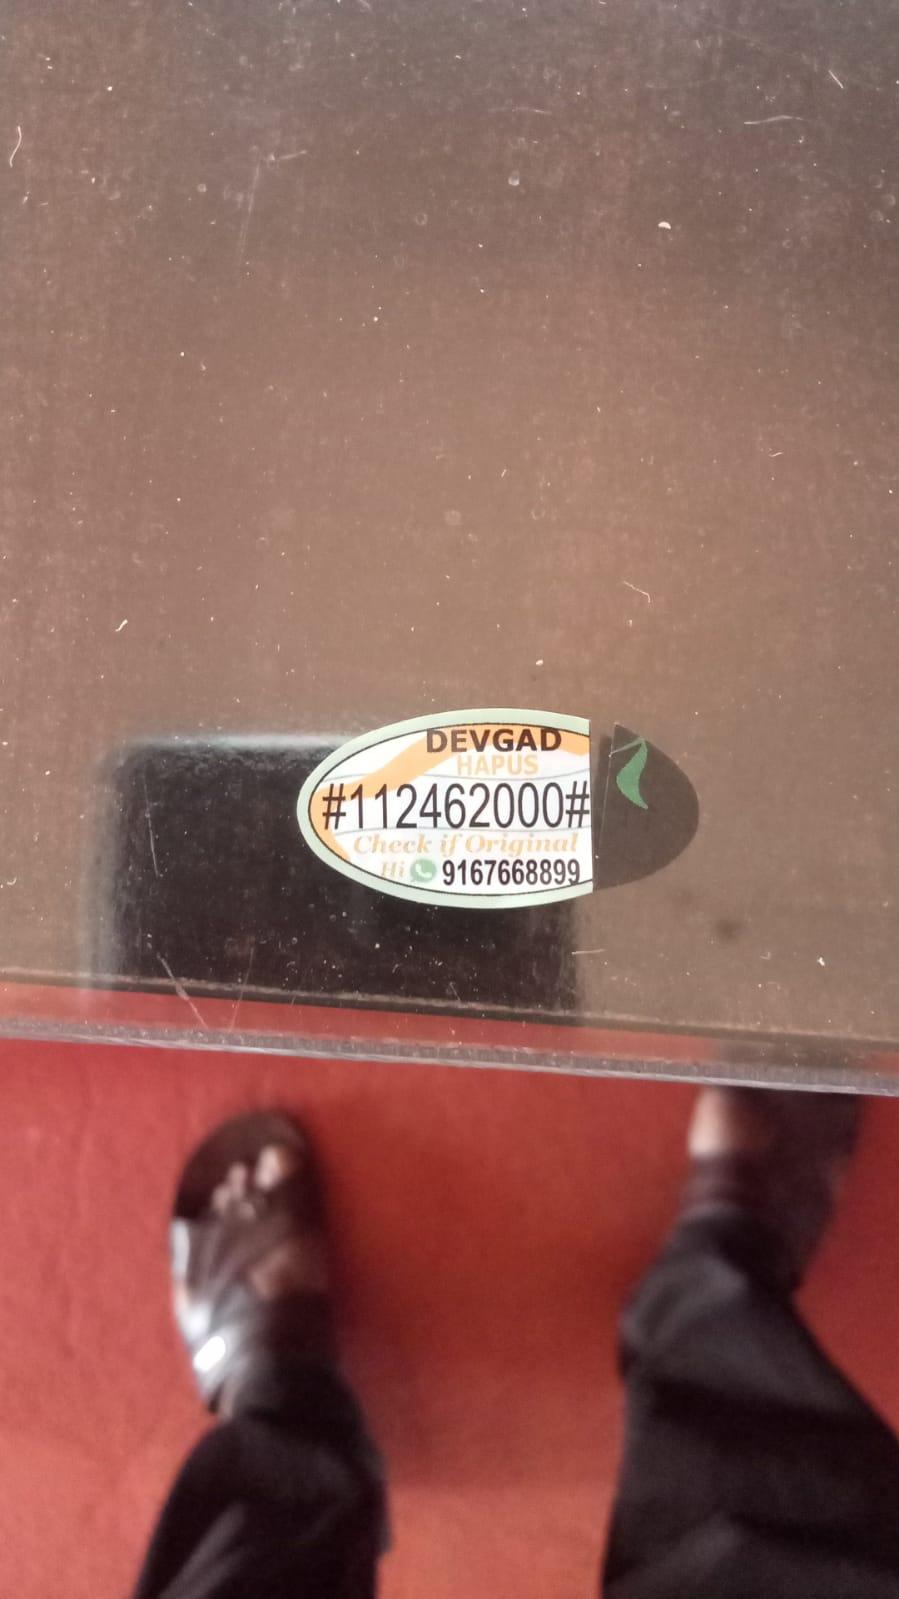 DEVGAD
HAPUS
#112462000#
Check if Original
Hi 9167668899